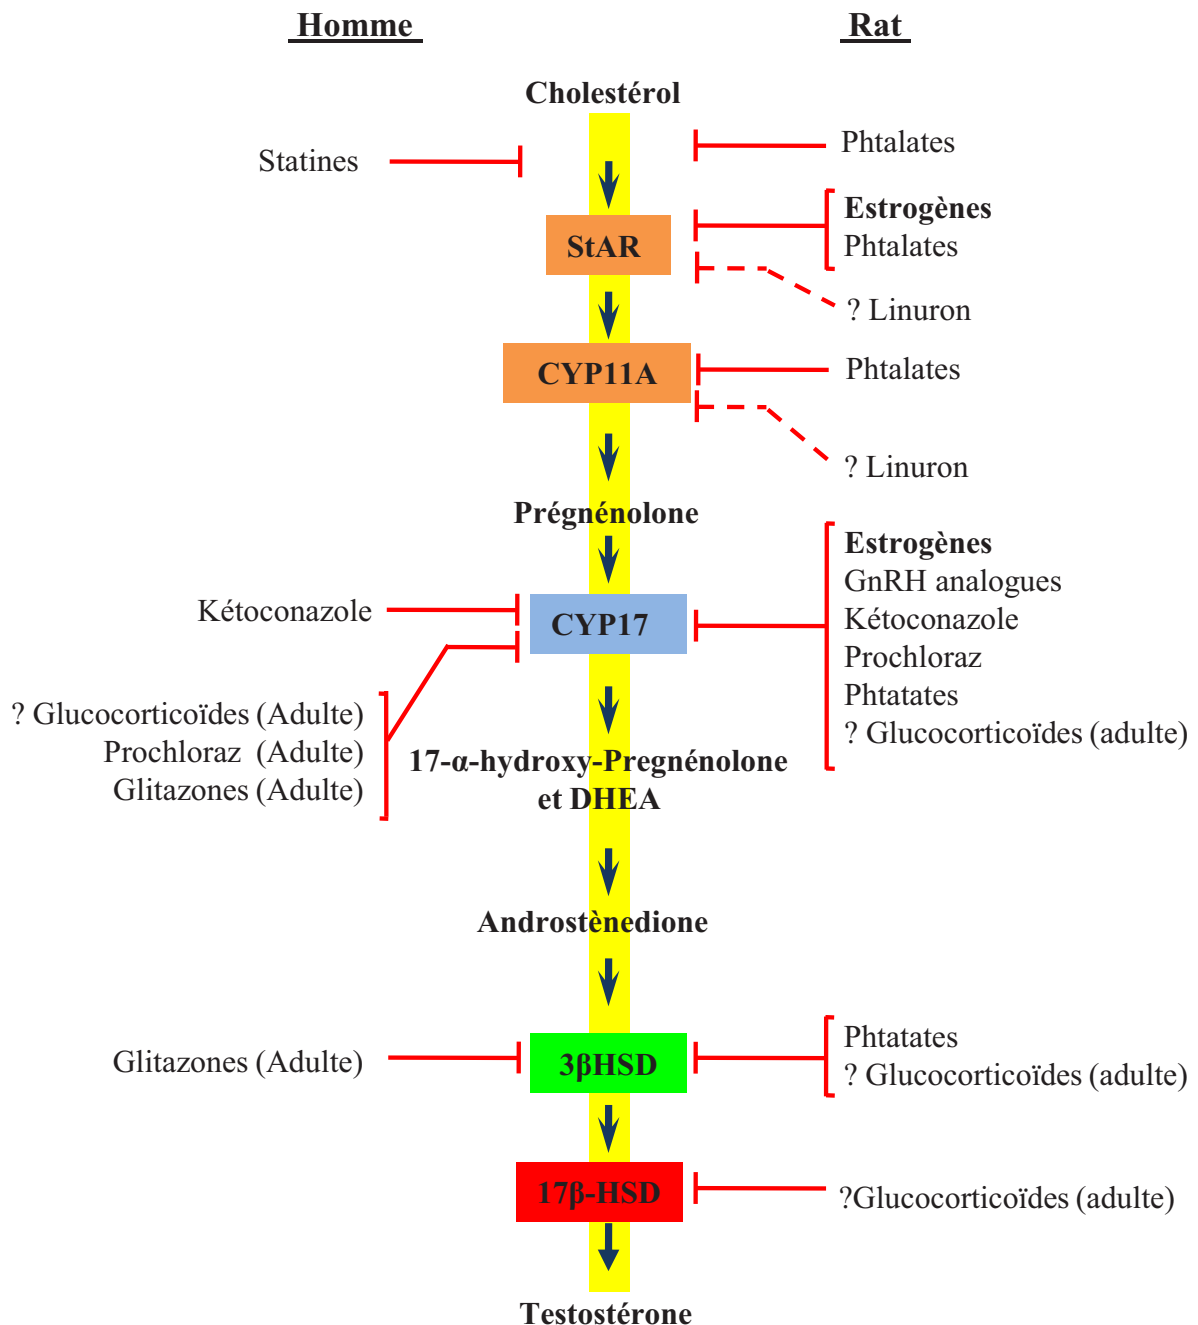 Homme
Rat
Cholestérol
Statines
Phtalates
Estrogènes
Phtalates
StAR
? Linuron
CYP11A
Phtalates
? Linuron
Prégnénolone
Estrogènes
GnRH analogues
Kétoconazole
Prochloraz
Phtatates
? Glucocorticoïdes (adulte)
Kétoconazole
CYP17
? Glucocorticoïdes (Adulte)
Prochloraz (Adulte)
Glitazones (Adulte)
17-α-hydroxy-Pregnénolone
et DHEA
Androstènedione
Glitazones (Adulte)
3βHSD
Phtatates
? Glucocorticoïdes (adulte)
17β-HSD
?Glucocorticoïdes (adulte)
Testostérone